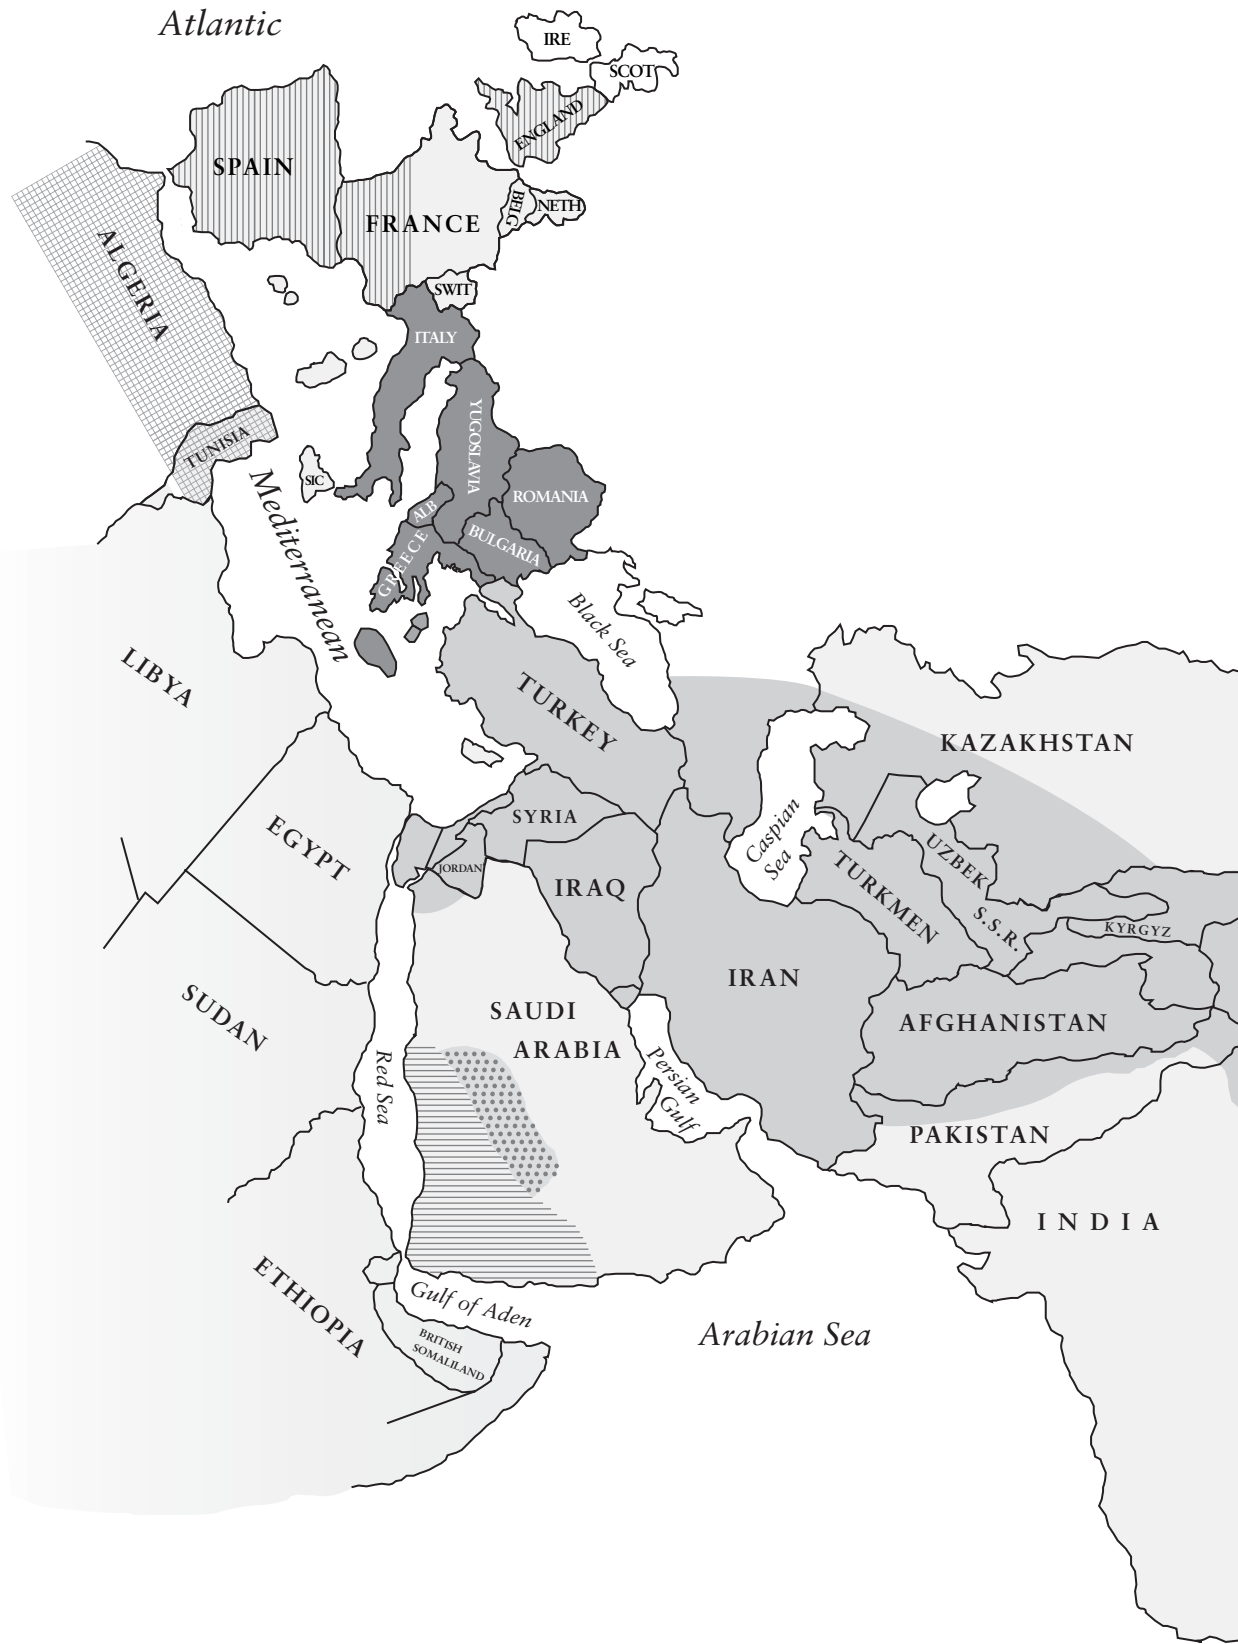 Atlantic
IRE
SCOT
ENGLAND
SPAIN
FRANCE
BELG
NETH
SWIT
ALGERIA
ITALY
TUNISIA
SIC
YUGOSLAVIA
ROMANIA
ALB
BULGARIA
GREECE
Mediterranean
Black Sea
LIBYA
TURKEY
KAZAKHSTAN
EGYPT
SYRIA
JORDAN
IRAQ
Caspian
Sea
UZBEK
S.S.R.
TURKMEN
KYRGYZ
IRAN
AFGHANISTAN
SUDAN
SAUDI
ARABIA
Red Sea
Persian
Gulf
PAKISTAN
INDIA
ETHIOPIA
Gulf of Aden
BRITISH
SOMALILAND
Arabian Sea